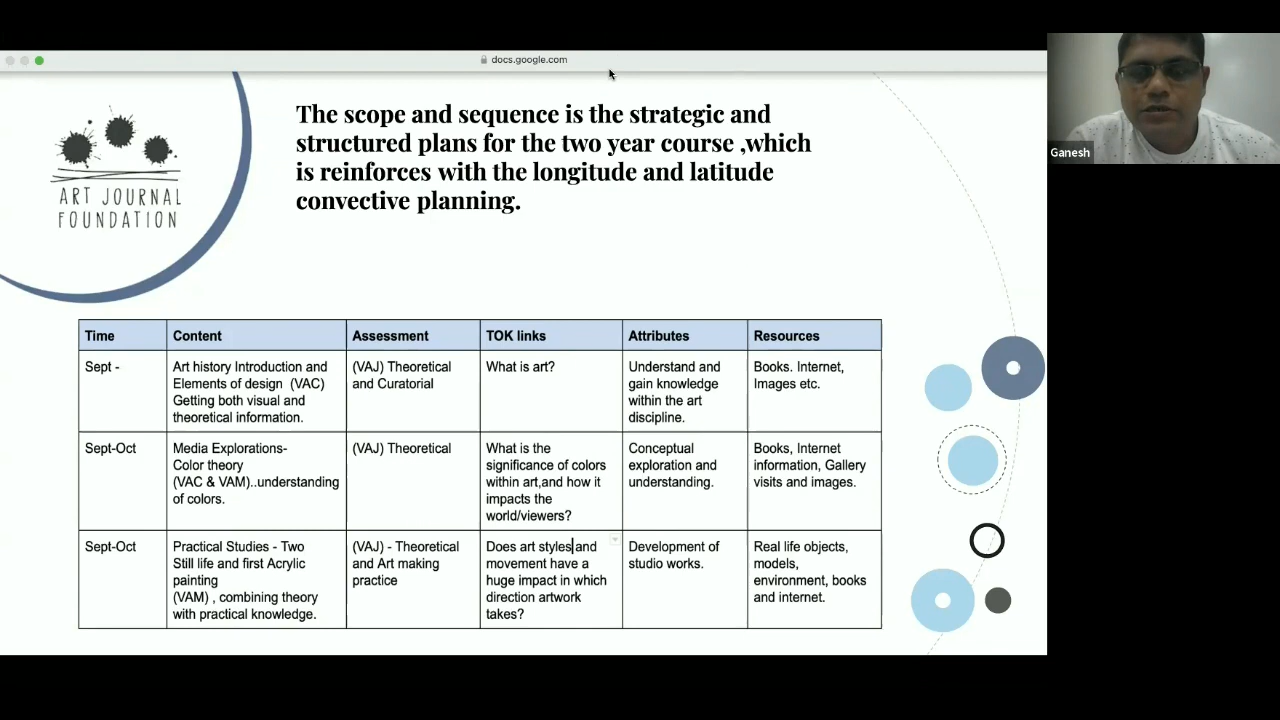 docs.google.com
Ganesh
ART JOURNAL
FOUNDATION
The scope and sequence is the strategic and
structured plans for the two year course ,which
is reinforces with the longitude and latitude
convective planning.
Time Content Assessment TOK links Attributes Resources
Sept -
Art history Introduction and
Elements of design (VAC)
Getting both visual and
theoretical information.
(VAJ) Theoretical
and Curatorial
What is art?
Understand and
gain knowledge
within the art
discipline.
Books. Internet,
Images etc.
Sept-Oct
Media Explorations-
Color theory
(VAC & VAM)..understanding
of colors.
(VAJ) Theoretical
What is the
significance of colors
within art,and how it
impacts the
world/viewers?
Conceptual
exploration and
understanding.
Books, Internet
information, Gallery
visits and images.
Sept-Oct
Practical Studies - Two
Still life and first Acrylic
painting
(VAM) , combining theory
with practical knowledge.
(VAJ) - Theoretical
and Art making
practice
Does art styles and
movement have a
huge impact in which
direction artwork
takes?
Development of
studio works.
Real life objects,
models,
environment, books
and internet.